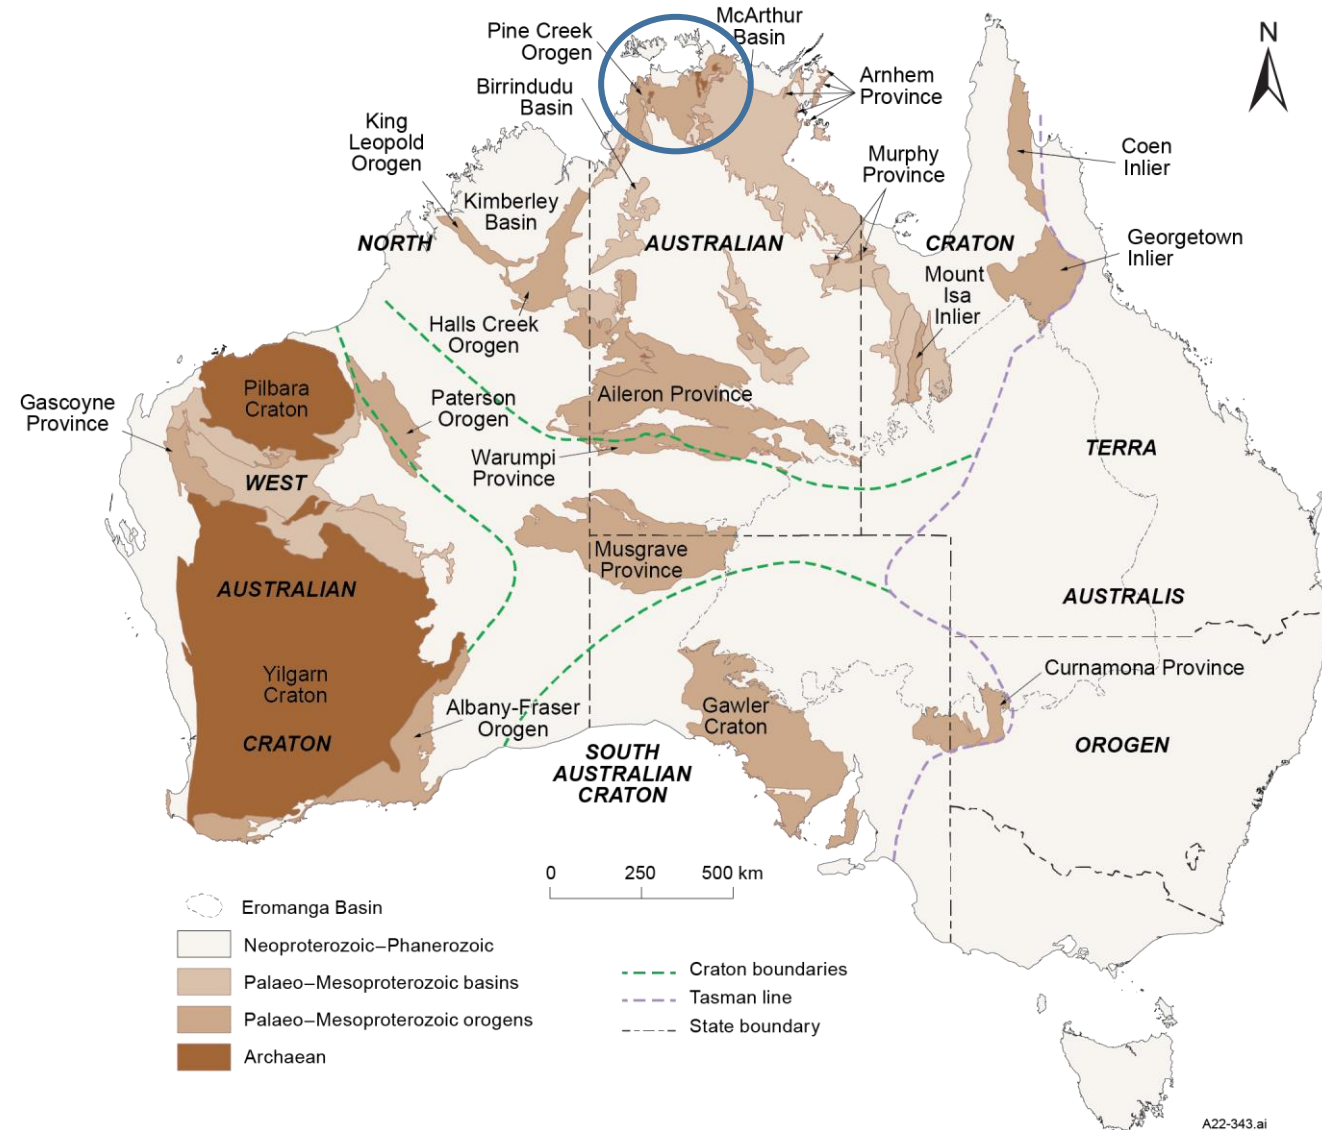 Pine Creek
Orogen
McArthur
Basin
Birrindudu
Basin
Arnhem
Province
N
King
Leopold
Orogen
Murphy
Province
Coen
Inlier
Kimberley
Basin
NORTH
AUSTRALIAN
CRATON
Georgetown
Inlier
Mount
Isa
Inlier
Halls Creek
Orogen
Pilbara
Craton
Gascoyne
Province
Paterson
Orogen
Aileron Province
Warumpi
Province
TERRA
WEST
Musgrave
Province
AUSTRALIAN
AUSTRALIS
Yilgarn
Craton
Curnamona Province
Albany-Fraser
Orogen
Gawler
Craton
CRATON
SOUTH
AUSTRALIAN
CRATON
OROGEN
0 250 500 km
Eromanga Basin
Neoproterozoic–Phanerozoic
Palaeo–Mesoproterozoic basins
Palaeo–Mesoproterozoic orogens
Archaean
Craton boundaries
Tasman line
State boundary
A22-343.ai